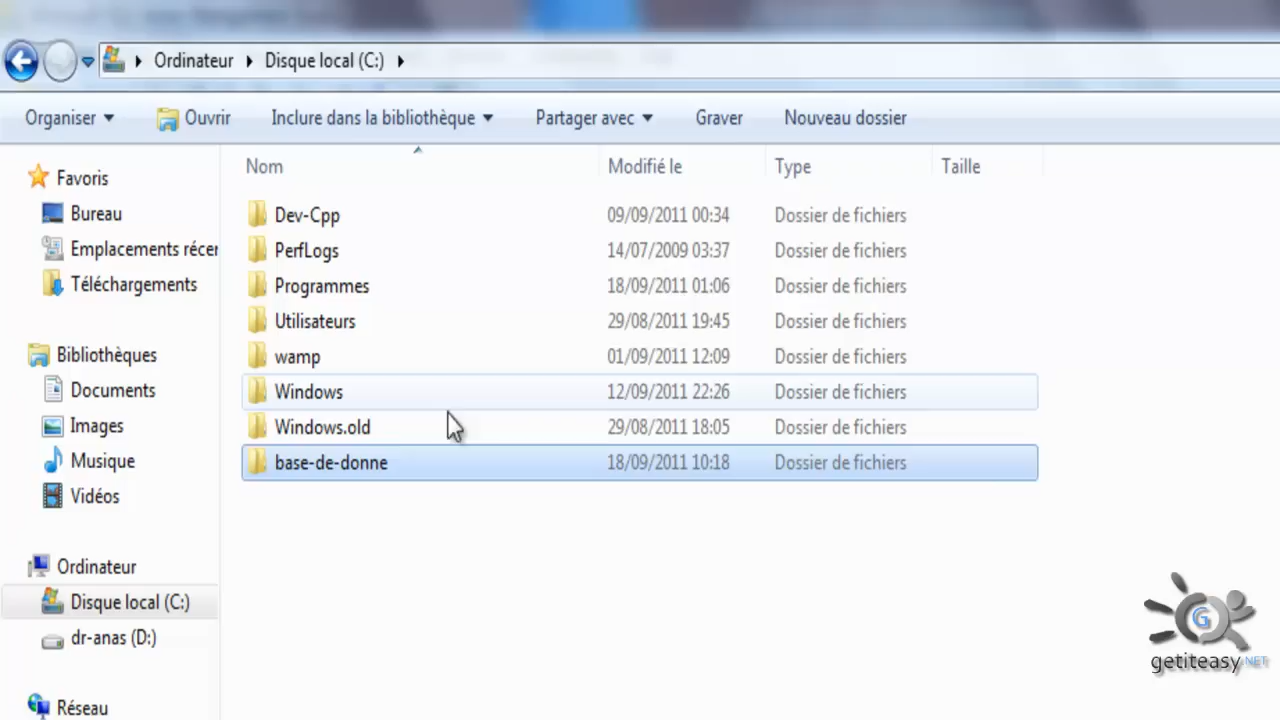 Ordinateur Disque local (C:)
Organiser Ouvrir Inclure dans la bibliothèque Partager avec Graver Nouveau dossier
Nom Modifié le Type Taille
Favoris
Bureau
Emplacements récer
Téléchargements
Bibliothèques
Documents
Images
Musique
Vidéos
Ordinateur
Disque local (C:)
dr-anas (D:)
Réseau
Dev-Cpp 09/09/2011 00:34 Dossier de fichiers
PerfLogs 14/07/2009 03:37 Dossier de fichiers
Programmes 18/09/2011 01:06 Dossier de fichiers
Utilisateurs 29/08/2011 19:45 Dossier de fichiers
wamp 01/09/2011 12:09 Dossier de fichiers
Windows 12/09/2011 22:26 Dossier de fichiers
Windows.old 29/08/2011 18:05 Dossier de fichiers
base-de-donne 18/09/2011 10:18 Dossier de fichiers
G
getiteasy.NET